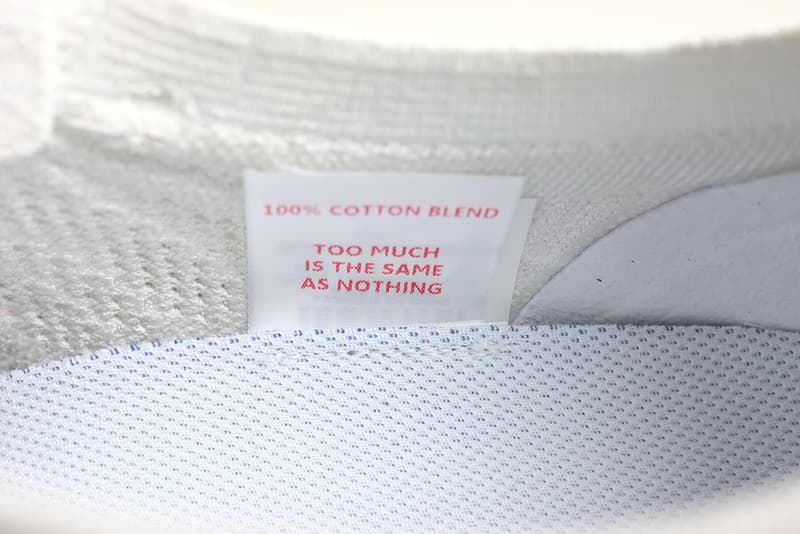 100% COTTON BLEND
TOO MUCH
IS THE SAME
AS NOTHING